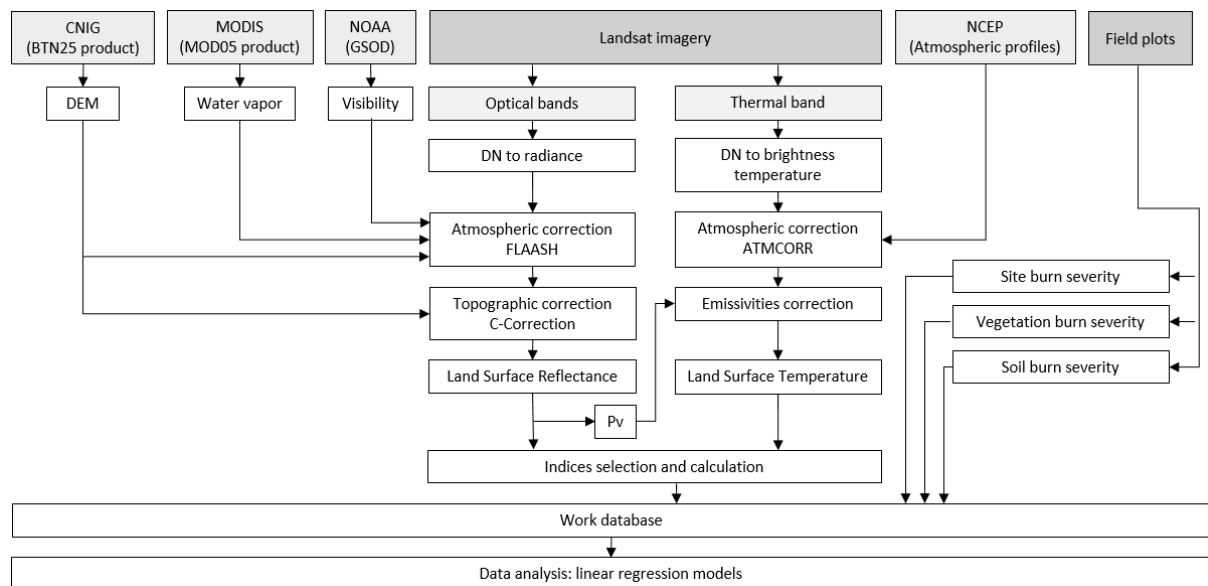 CNIG
(BTN25 product)
MODIS
(MOD05 product)
NOAA
(GSOD)
Landsat imagery
NCEP
(Atmospheric profiles)
Field plots
DEM
Water vapor
Visibility
Optical bands
Thermal band
DN to radiance
DN to brightness
temperature
Atmospheric correction
FLAASH
Atmospheric correction
ATMCORR
Site burn severity
Topographic correction
C-Correction
Emissivities correction
Vegetation burn severity
Land Surface Reflectance
Land Surface Temperature
Soil burn severity
Pv
Indices selection and calculation
Work database
Data analysis: linear regression models